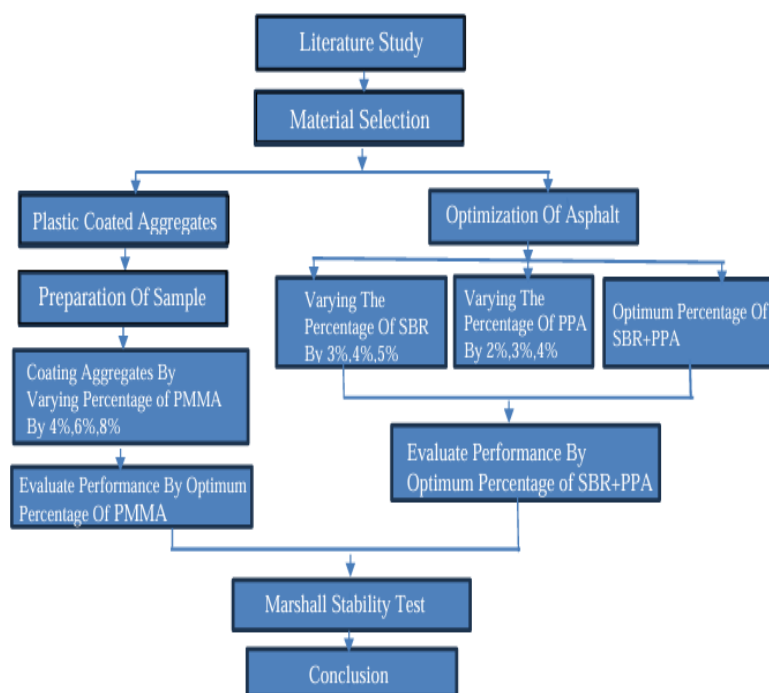 Literature Study
Material Selection
Plastic Coated Aggregates
Optimization Of Asphalt
Preparation Of Sample
Varying The
Percentage Of SBR
By 3%,4%,5%
Varying The
Percentage Of PPA
By 2%,3%,4%
Optimum Percentage Of
SBR+PPA
Coating Aggregates By
Varying Percentage of PMMA
By 4%,6%,8%
Evaluate Performance By
Optimum Percentage of SBR+PPA
Evaluate Performance By Optimum
Percentage Of PMMA
Marshall Stability Test
Conclusion